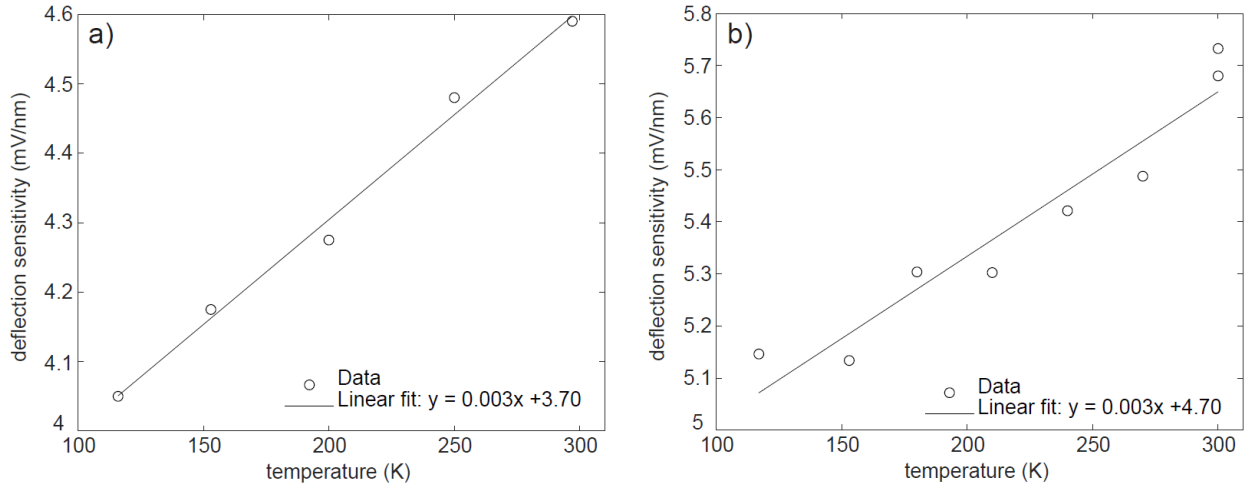 a)
deflection sensitivity (mV/nm)
4.6
4.5
4.4
4.3
4.2
4.1
4
100
150
200
250
300
temperature (K)
Data
Linear fit: y = 0.003x +3.70
b)
deflection sensitivity (mV/nm)
5.8
5.7
5.6
5.5
5.4
5.3
5.2
5.1
5
100
150
200
250
300
temperature (K)
Data
Linear fit: y = 0.003x +4.70